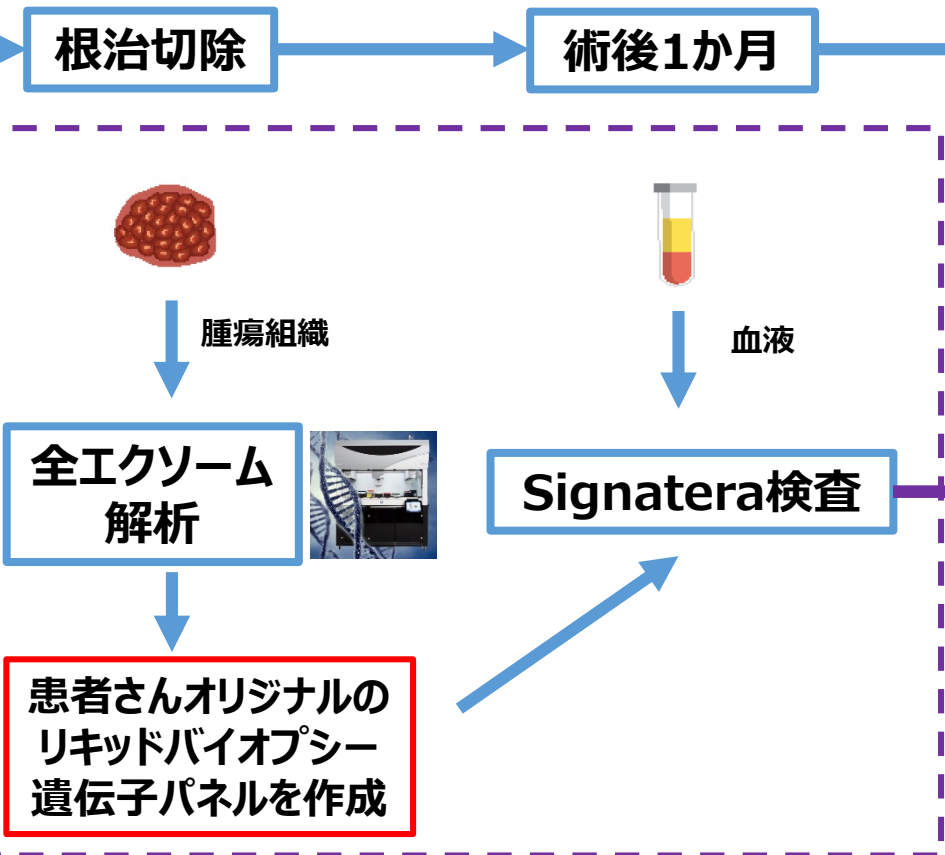 根治切除
術後1か月
腫瘍組織
血液
全エクソーム
解析
Signatera検査
患者さんオリジナルの
リキッドバイオプシー
遺伝子パネルを作成